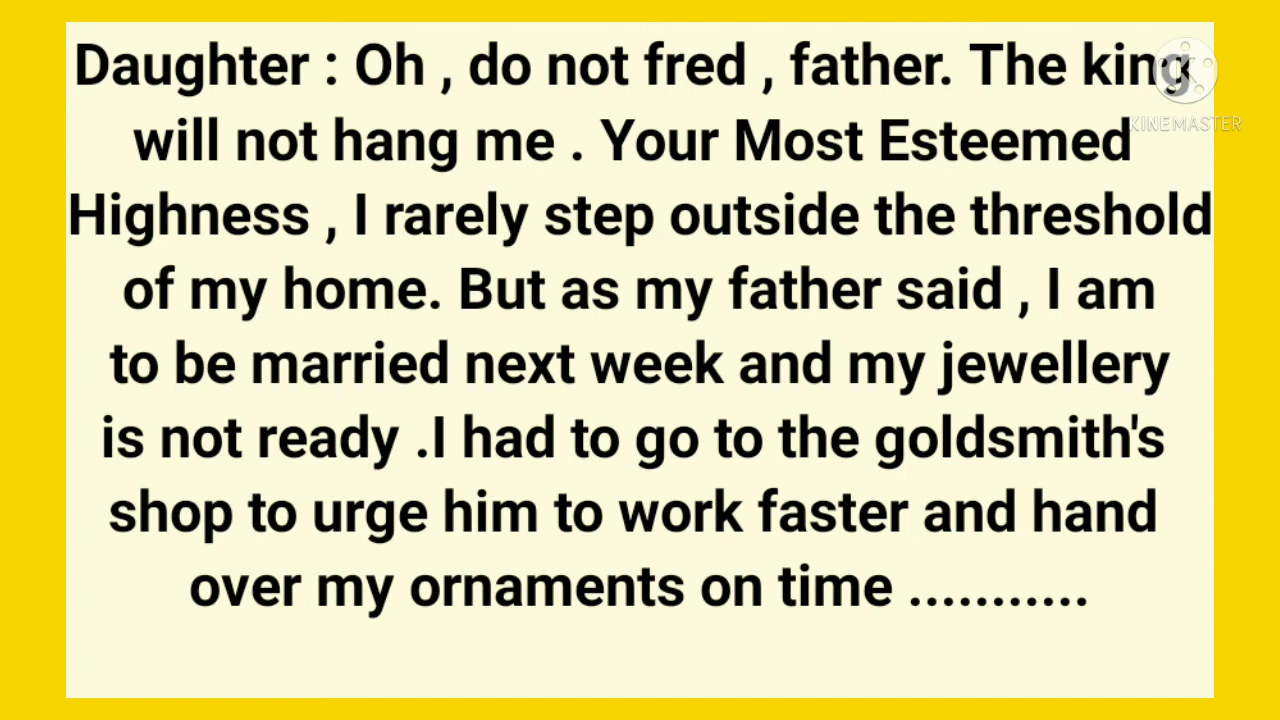 Daughter : Oh , do not fred , father. The king
will not hang me . Your Most Esteemed
Highness , I rarely step outside the threshold
of my home. But as my father said , I am
to be married next week and my jewellery
is not ready .I had to go to the goldsmith's
shop to urge him to work faster and hand
over my ornaments on time ...........
K
KINEMASTER